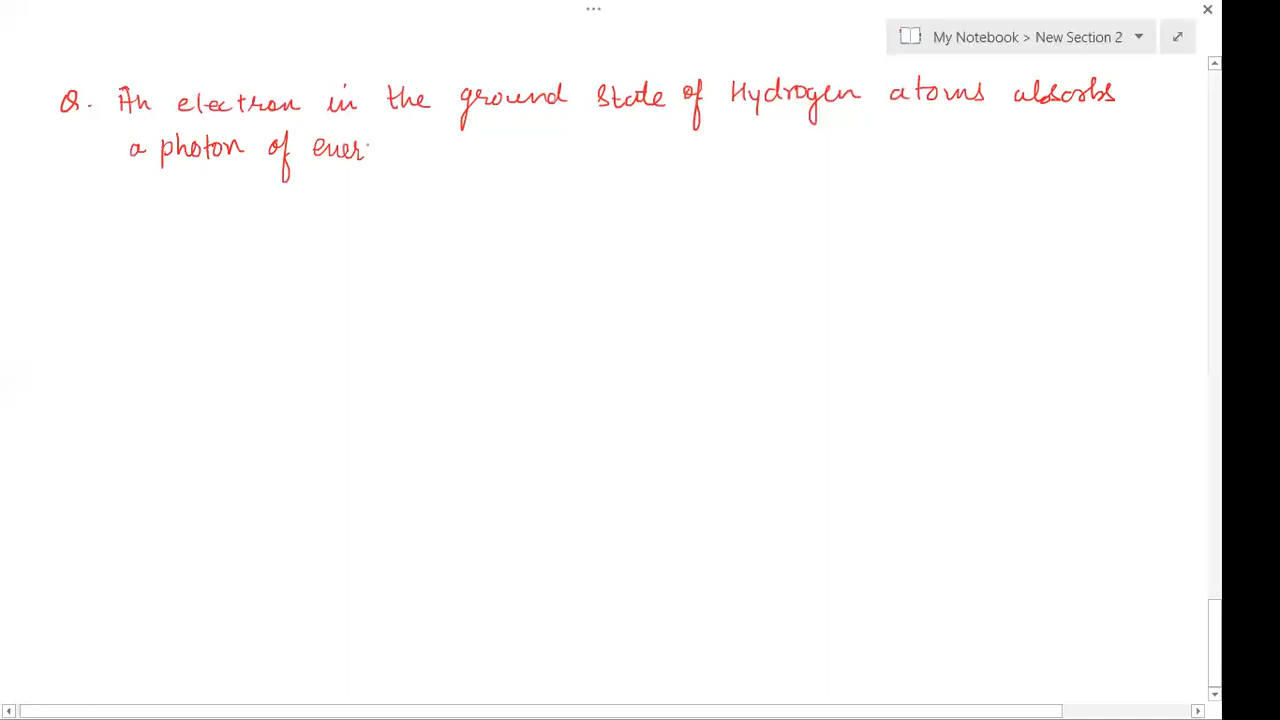 My Notebook > New Section 2
Q. An electron in the ground state of Hydrogen atoms absorbs
a photon of ener